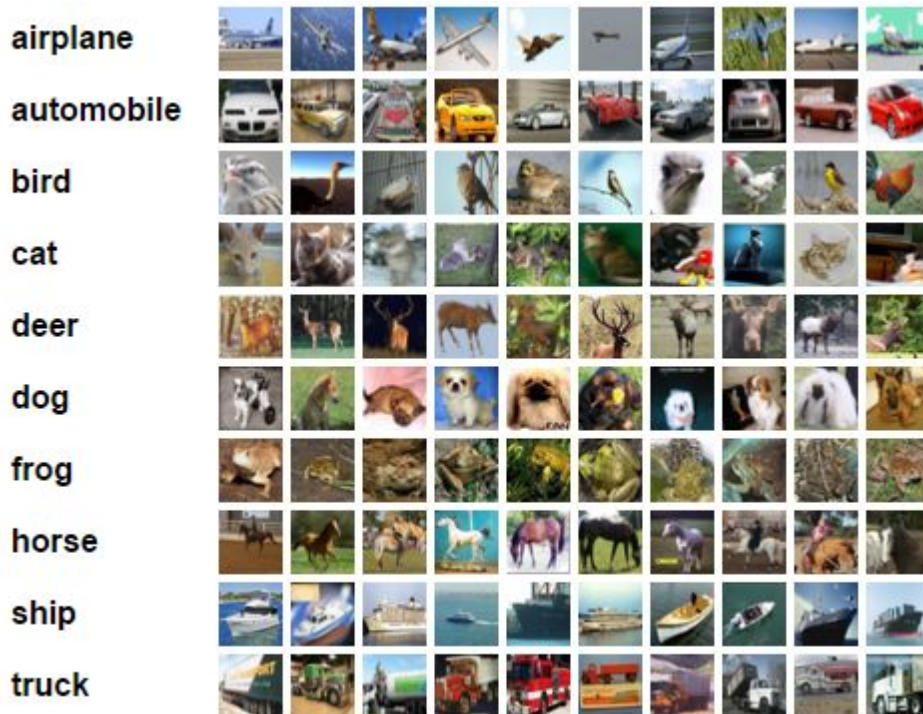 airplane
automobile
bird
cat
deer
dog
frog
horse
ship
truck